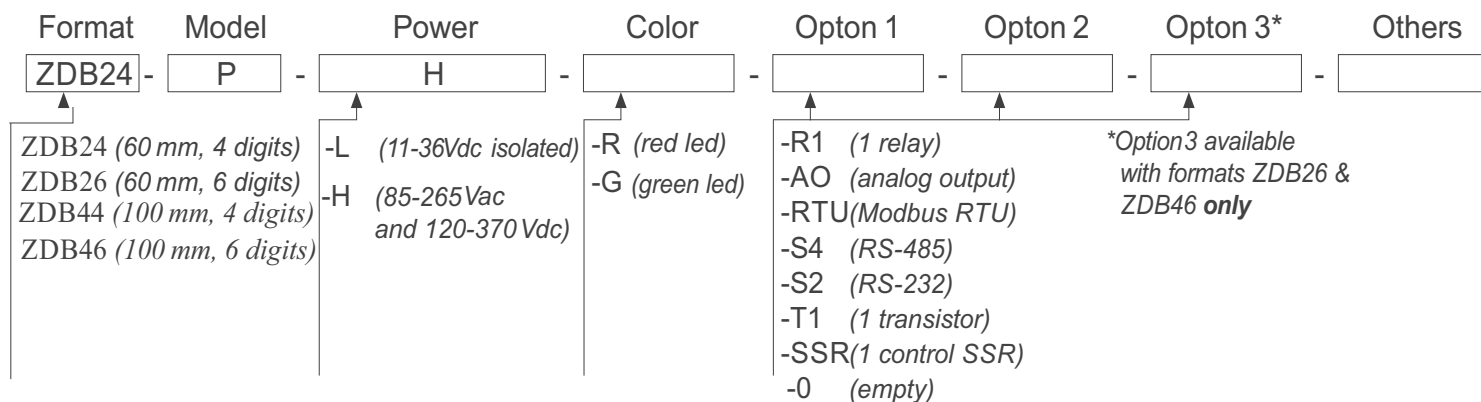 Format Model Power Color Opton 1 Opton 2 Opton 3* Others
ZDB24 - P - H - - - - -
ZDB24 (60 mm, 4 digits)
ZDB26 (60 mm, 6 digits)
ZDB44 (100 mm, 4 digits)
ZDB46 (100 mm, 6 digits)
-L (11-36Vdc isolated)
-H (85-265Vac
and 120-370Vdc)
-R (red led)
-G (green led)
-R1 (1 relay)
-AO (analog output)
-RTU(Modbus RTU)
-S4 (RS-485)
-S2 (RS-232)
-T1 (1 transistor)
-SSR(1 control SSR)
-0 (empty)
*Option3 available
with formats ZDB26 &
ZDB46 only